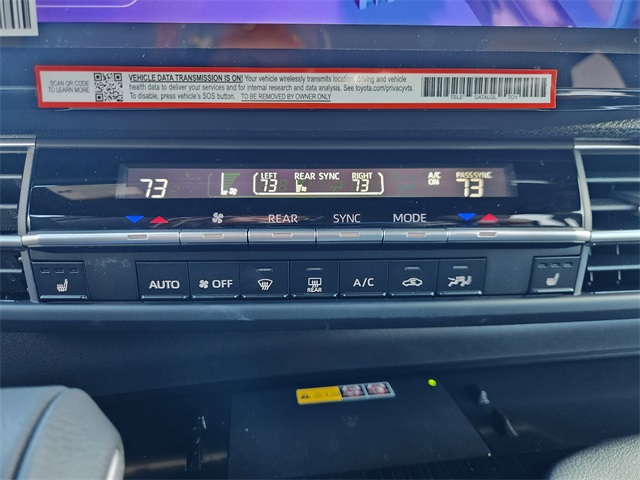 SCAN QR CODE
TO LEARN MORE
VEHICLE DATA TRANSMISSION IS ON! Your vehicle wirelessly transmits location, driving and vehicle
health data to deliver your services and for internal research and data analysis. See toyota.com/privacyvts.
To disable, press vehicle's SOS button. TO BE REMOVED BY OWNER ONLY
73
LEFT
73
REAR SYNC
RIGHT
73
A/C
ON
PASS SYNC
73
REAR
SYNC
MODE
AUTO
OFF
REAR
A/C